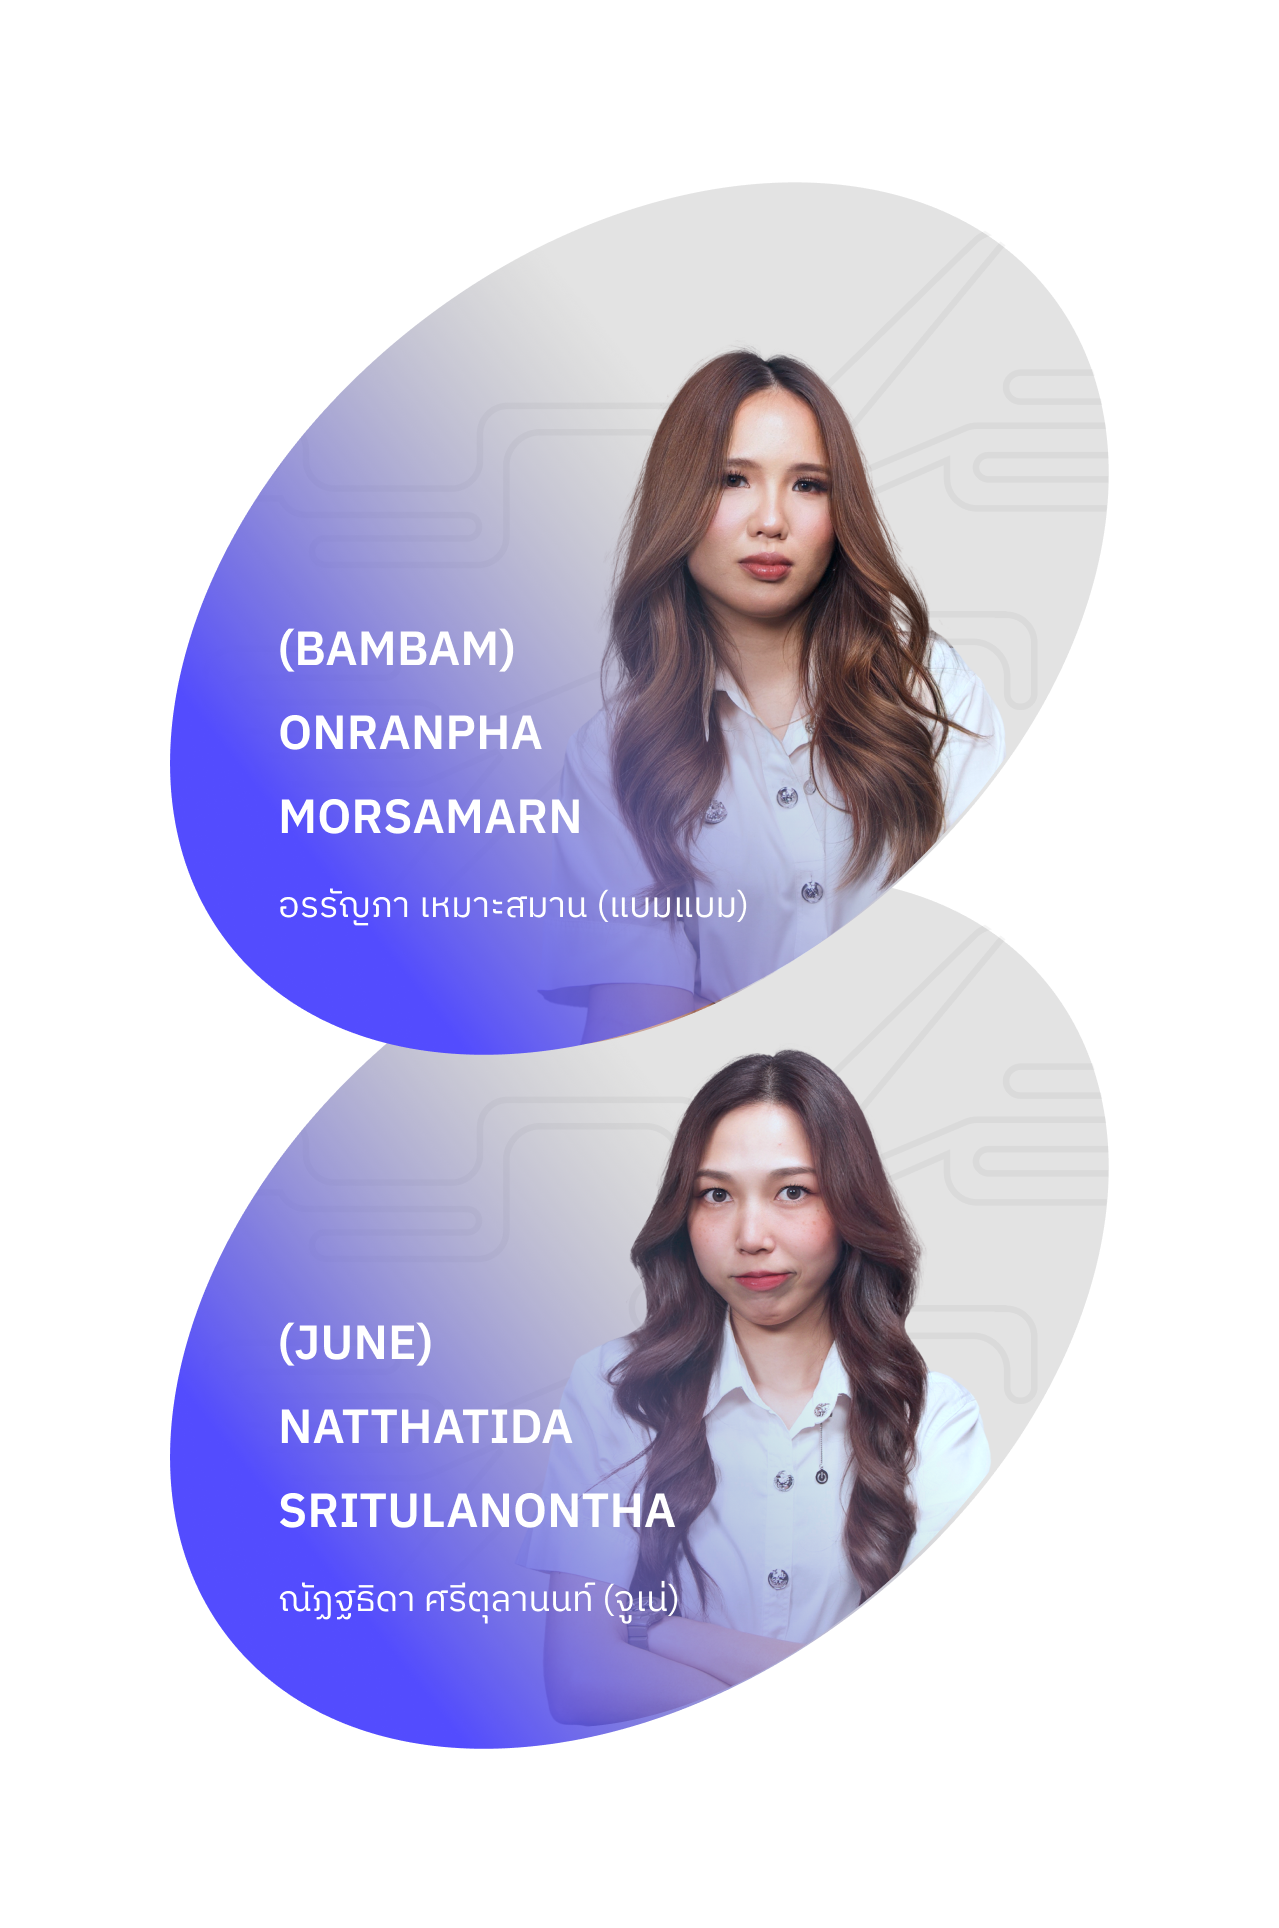 (BAMBAM)
ONRANPHA
MORSAMARN
อรรัญภา เหมาะสมาน (แบมแบม)
(JUNE)
NATTHATIDA
SRITULANONTHA
ณัฏฐธิดา ศรีตุลานนท์ (จูเน่)